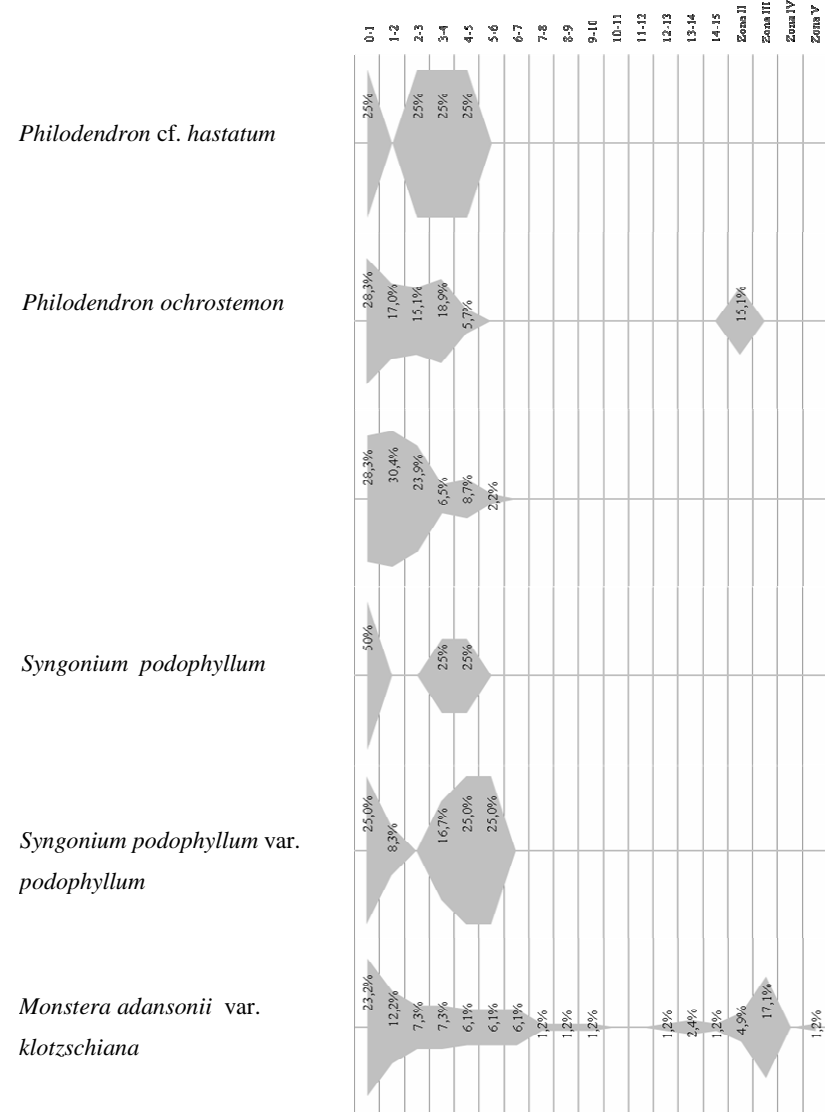 0-1 1-2 2-3 3-4 4-5 5-6 6-7 7-8 8-9 9-10 10-11 11-12 12-13 13-14 14-15 Zona II Zona III Zona IV Zona V
Philodendron cf. hastatum
25% 25% 25% 25%
Philodendron ochrostemon
28,3% 17,0% 15,1% 18,9% 5,7% 15,1%
28,3% 30,4% 23,9% 6,5% 8,7% 2,2%
Syngonium podophyllum
50% 25% 25%
Syngonium podophyllum var.
podophyllum
25,0% 8,3% 16,7% 25,0% 25,0%
Monstera adansonii var.
klotzschiana
23,2% 12,2% 7,3% 7,3% 6,1% 6,1% 6,1% 1,2% 1,2% 1,2% 1,2% 2,4% 1,2% 4,9% 17,1% 1,2%